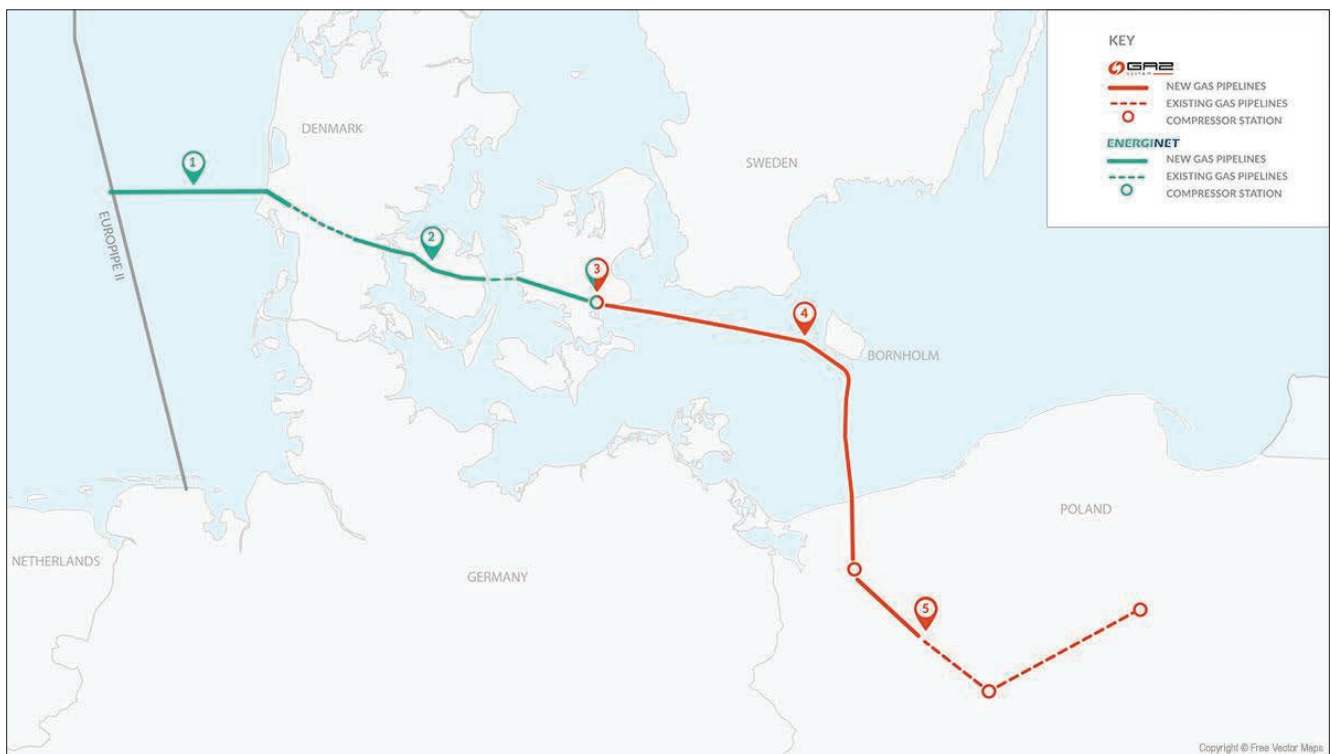 KEY
GAZ
system
NEW GAS PIPELINES
EXISTING GAS PIPELINES
COMPRESSOR STATION
ENERGINET
NEW GAS PIPELINES
EXISTING GAS PIPELINES
COMPRESSOR STATION
DENMARK
SWEDEN
1
EUROPIPE II
2
3
4
BORNHOLM
POLAND
NETHERLANDS
GERMANY
5
Copyright © Free Vector Maps